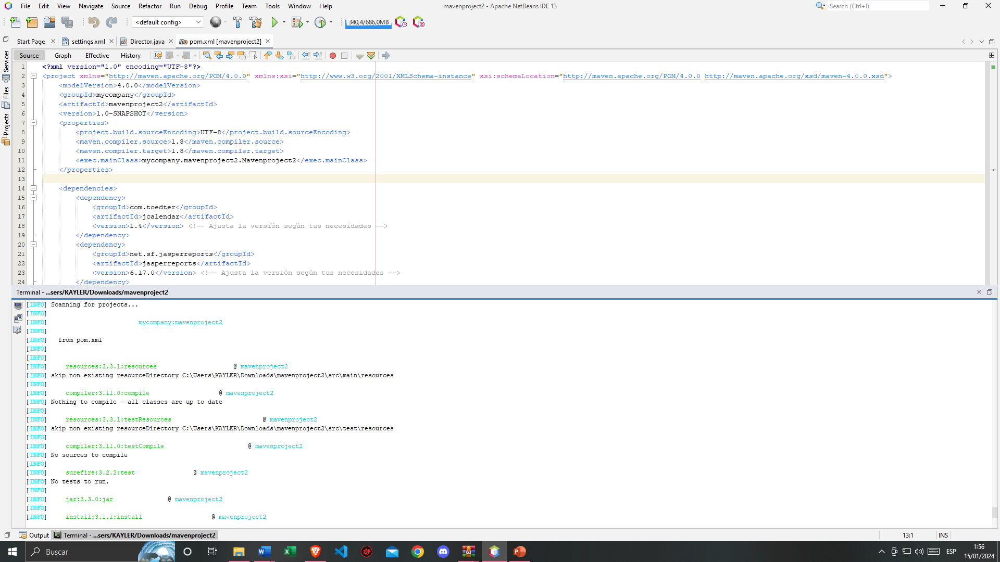 File Edit View Navigate Source Refactor Run Debug Profile Team Tools Window Help
mavenproject2 - Apache NetBeans IDE 13
Search (Ctrl+I)
<default config>
340,4/686,0MB
Start Page
settings.xml
Director.java
pom.xml [mavenproject2]
Source Graph Effective History
Services
Files
Projects
1 <?xml version="1.0" encoding="UTF-8"?>
2 <project xmlns="http://maven.apache.org/POM/4.0.0" xmlns:xsi="http://www.w3.org/2001/XMLSchema-instance" xsi:schemaLocation="http://maven.apache.org/POM/4.0.0 http://maven.apache.org/xsd/maven-4.0.0.xsd">
3 <modelVersion>4.0.0</modelVersion>
4 <groupId>mycompany</groupId>
5 <artifactId>mavenproject2</artifactId>
6 <version>1.0-SNAPSHOT</version>
7 <properties>
8 <project.build.sourceEncoding>UTF-8</project.build.sourceEncoding>
9 <maven.compiler.source>1.8</maven.compiler.source>
10 <maven.compiler.target>1.8</maven.compiler.target>
11 <exec.mainClass>mycompany.mavenproject2.Mavenproject2</exec.mainClass>
12 </properties>
13
14 <dependencies>
15 <dependency>
16 <groupId>com.toedter</groupId>
17 <artifactId>jcalendar</artifactId>
18 <version>1.4</version> <!-- Ajusta la versión según tus necesidades -->
19 </dependency>
20 <dependency>
21 <groupId>net.sf.jasperreports</groupId>
22 <artifactId>jasperreports</artifactId>
23 <version>6.17.0</version> <!-- Ajusta la versión según tus necesidades -->
24 </dependency>
Terminal - ...sers/KAYLER/Downloads/mavenproject2
[INFO] Scanning for projects...
[INFO]
[INFO] mycompany:mavenproject2
[INFO]
[INFO] from pom.xml
[INFO]
[INFO]
[INFO] resources:3.3.1:resources @ mavenproject2
[INFO] skip non existing resourceDirectory C:\Users\KAYLER\Downloads\mavenproject2\src\main\resources
[INFO]
[INFO] compiler:3.11.0:compile @ mavenproject2
[INFO] Nothing to compile - all classes are up to date
[INFO]
[INFO] resources:3.3.1:testResources @ mavenproject2
[INFO] skip non existing resourceDirectory C:\Users\KAYLER\Downloads\mavenproject2\src\test\resources
[INFO]
[INFO] compiler:3.11.0:testCompile @ mavenproject2
[INFO] No sources to compile
[INFO]
[INFO] surefire:3.2.2:test @ mavenproject2
[INFO] No tests to run.
[INFO]
[INFO] jar:3.3.0:jar @ mavenproject2
[INFO]
[INFO] install:3.1.1:install @ mavenproject2
Output
Terminal - ...sers/KAYLER/Downloads/mavenproject2
13:1 INS
Buscar
ESP
1:56
15/01/2024